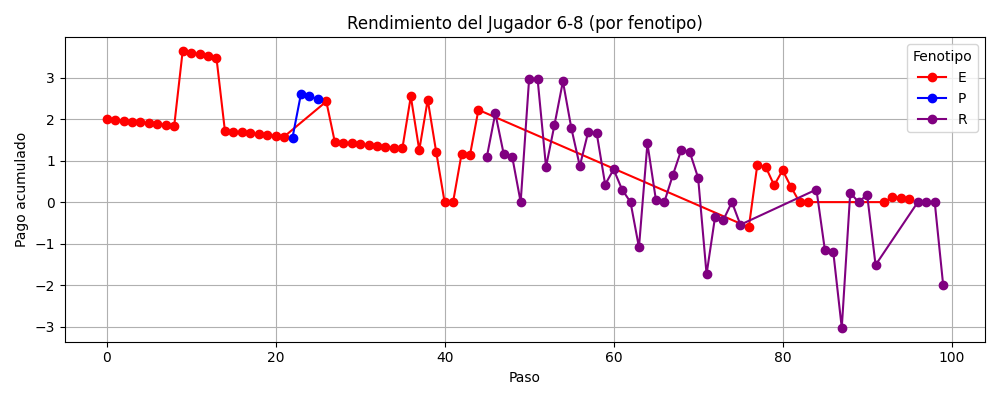 Rendimiento del Jugador 6-8 (por fenotipo)
Pago acumulado
3
2
1
0
−1
−2
−3
Fenotipo
E
P
R
0 20 40 60 80 100
Paso